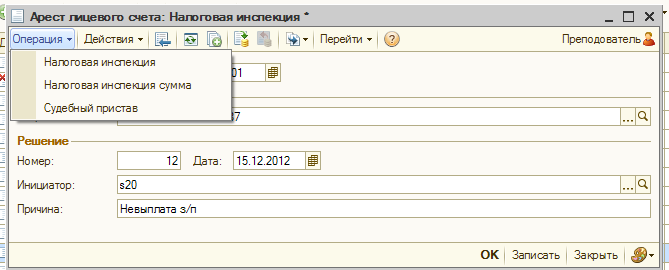 Арест лицевого счета: Налоговая инспекция *
Операция Действия Перейти Преподователь
Налоговая инспекция
Налоговая инспекция сумма
Судебный пристав
01
67
Решение
Номер: 12 Дата: 15.12.2012
Инициатор: s20
Причина: Невыплата з/п
OK Записать Закрыть